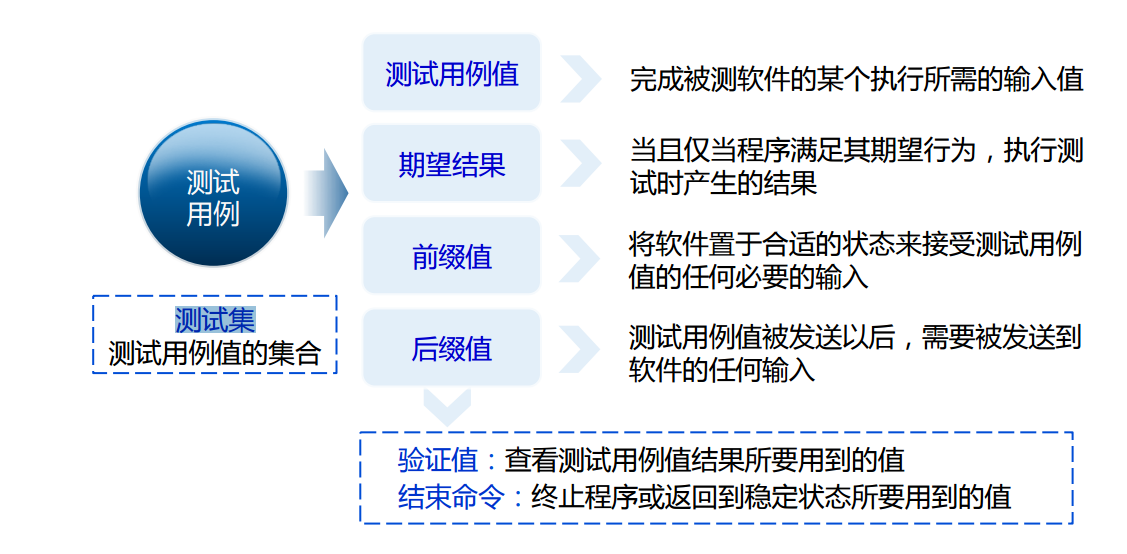 测试
用例
测试集
测试用例值的集合
测试用例值
完成被测软件的某个执行所需的输入值
期望结果
当且仅当程序满足其期望行为，执行测
试时产生的结果
前缀值
将软件置于合适的状态来接受测试用例
值的任何必要的输入
后缀值
测试用例值被发送以后，需要被发送到
软件的任何输入
验证值：查看测试用例值结果所要用到的值
结束命令：终止程序或返回到稳定状态所要用到的值